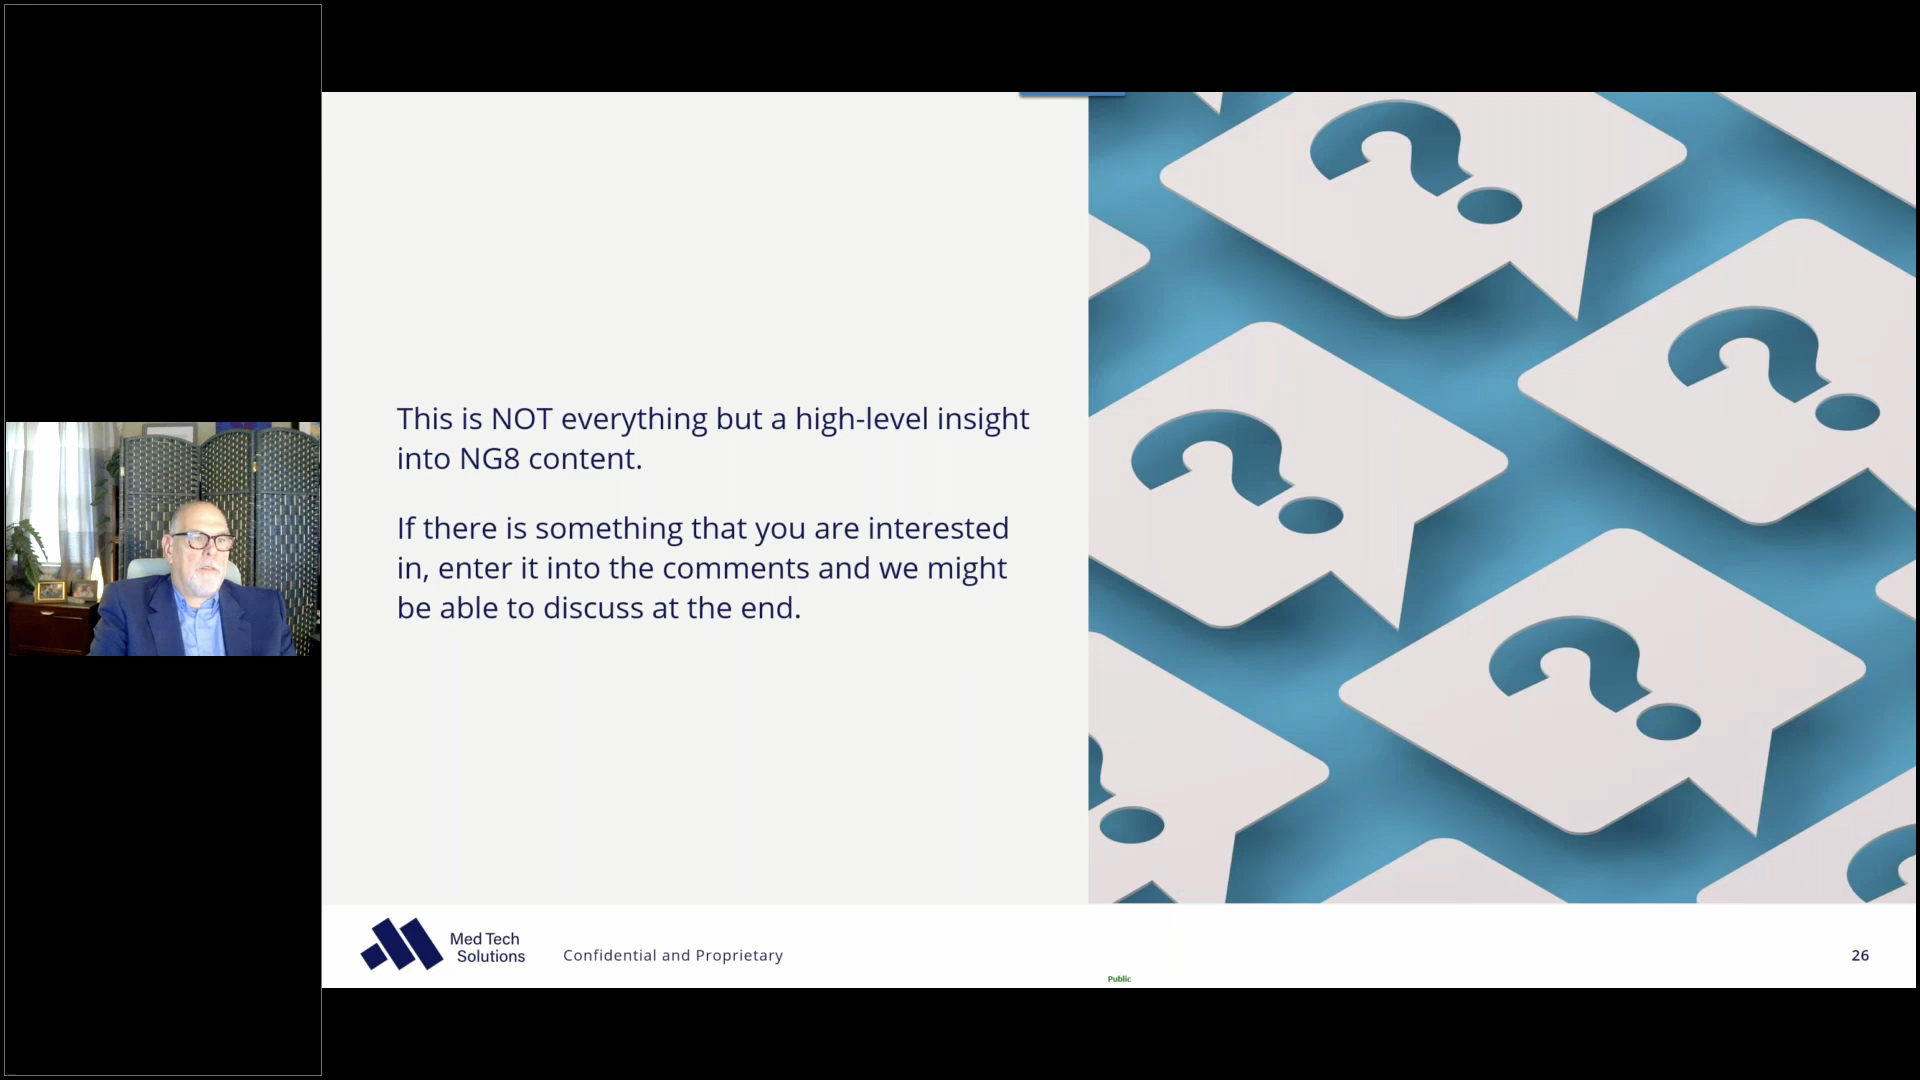 This is NOT everything but a high-level insight
into NG8 content.
If there is something that you are interested
in, enter it into the comments and we might
be able to discuss at the end.
Med Tech
Solutions
Confidential and Proprietary
26
Public